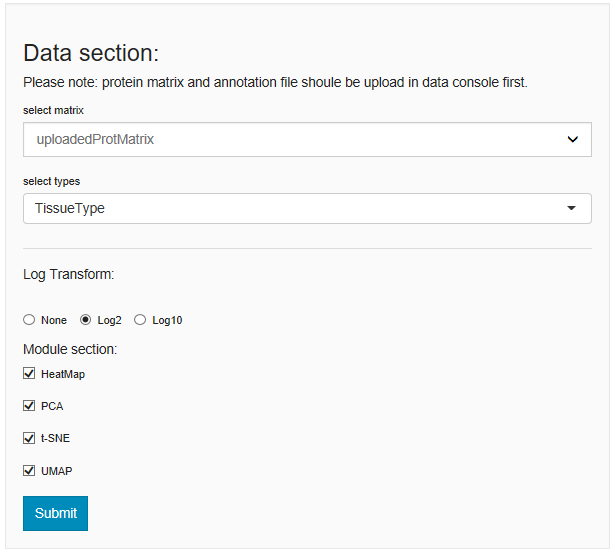 Data section:
Please note: protein matrix and annotation file shoube be upload in data console first.
select matrix
uploadedProtMatrix
select types
TissueType
Log Transform:
None Log2 Log10
Module section:
HeatMap
PCA
t-SNE
UMAP
Submit